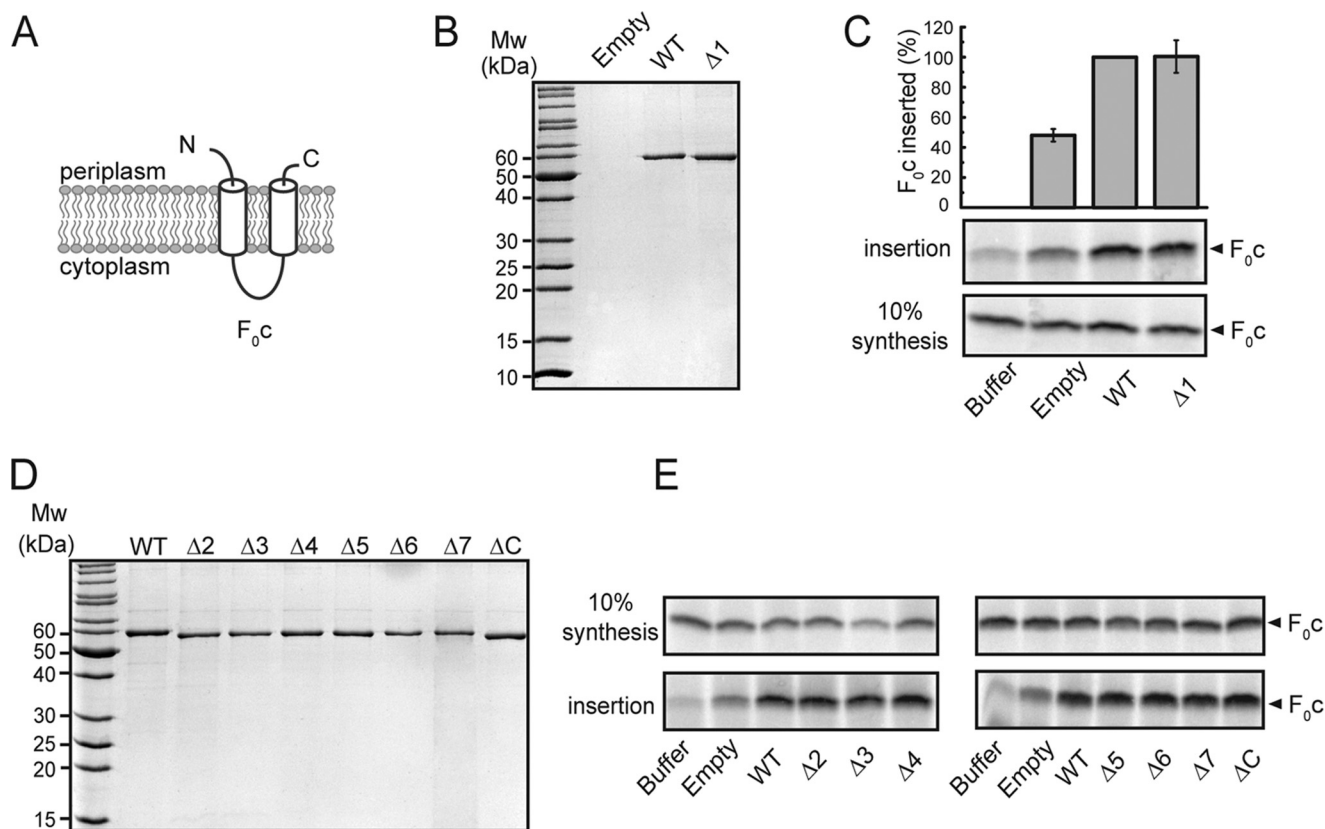 A
N
C
periplasm
cytoplasm
F₀c
B
Mw
(kDa)
Empty
WT
Δ1
60
50
40
30
25
20
15
10
C
F₀c inserted (%)
120
100
80
60
40
20
0
insertion
F₀c
10%
synthesis
F₀c
Buffer
Empty
WT
Δ1
D
Mw
(kDa)
WT Δ2 Δ3 Δ4 Δ5 Δ6 Δ7 ΔC
60
50
40
30
25
20
15
E
10%
synthesis
F₀c
insertion
F₀c
Buffer
Empty
WT
Δ2
Δ3
Δ4
Buffer
Empty
WT
Δ5
Δ6
Δ7
ΔC